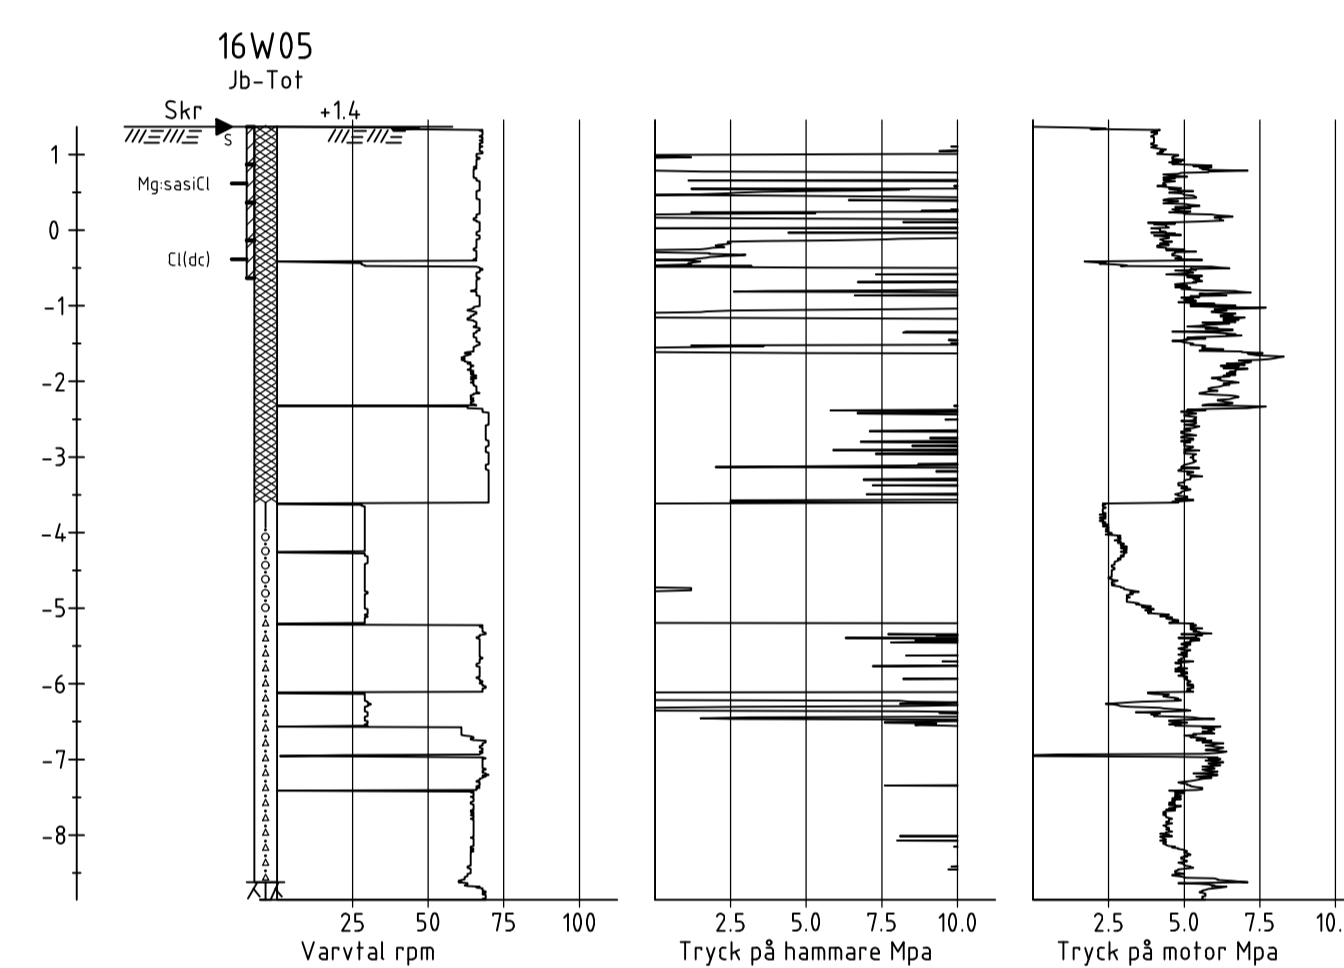 16W05
Jb-Tot
Skr +1.4
S
1
Mg:sasiCl
0
Cl(dc)
-1
-2
-3
-4
-5
-6
-7
-8
25 50 75 100 2.5 5.0 7.5 10.0 2.5 5.0 7.5 10.
Varvtal rpm Tryck på hammare Mpa Tryck på motor Mpa